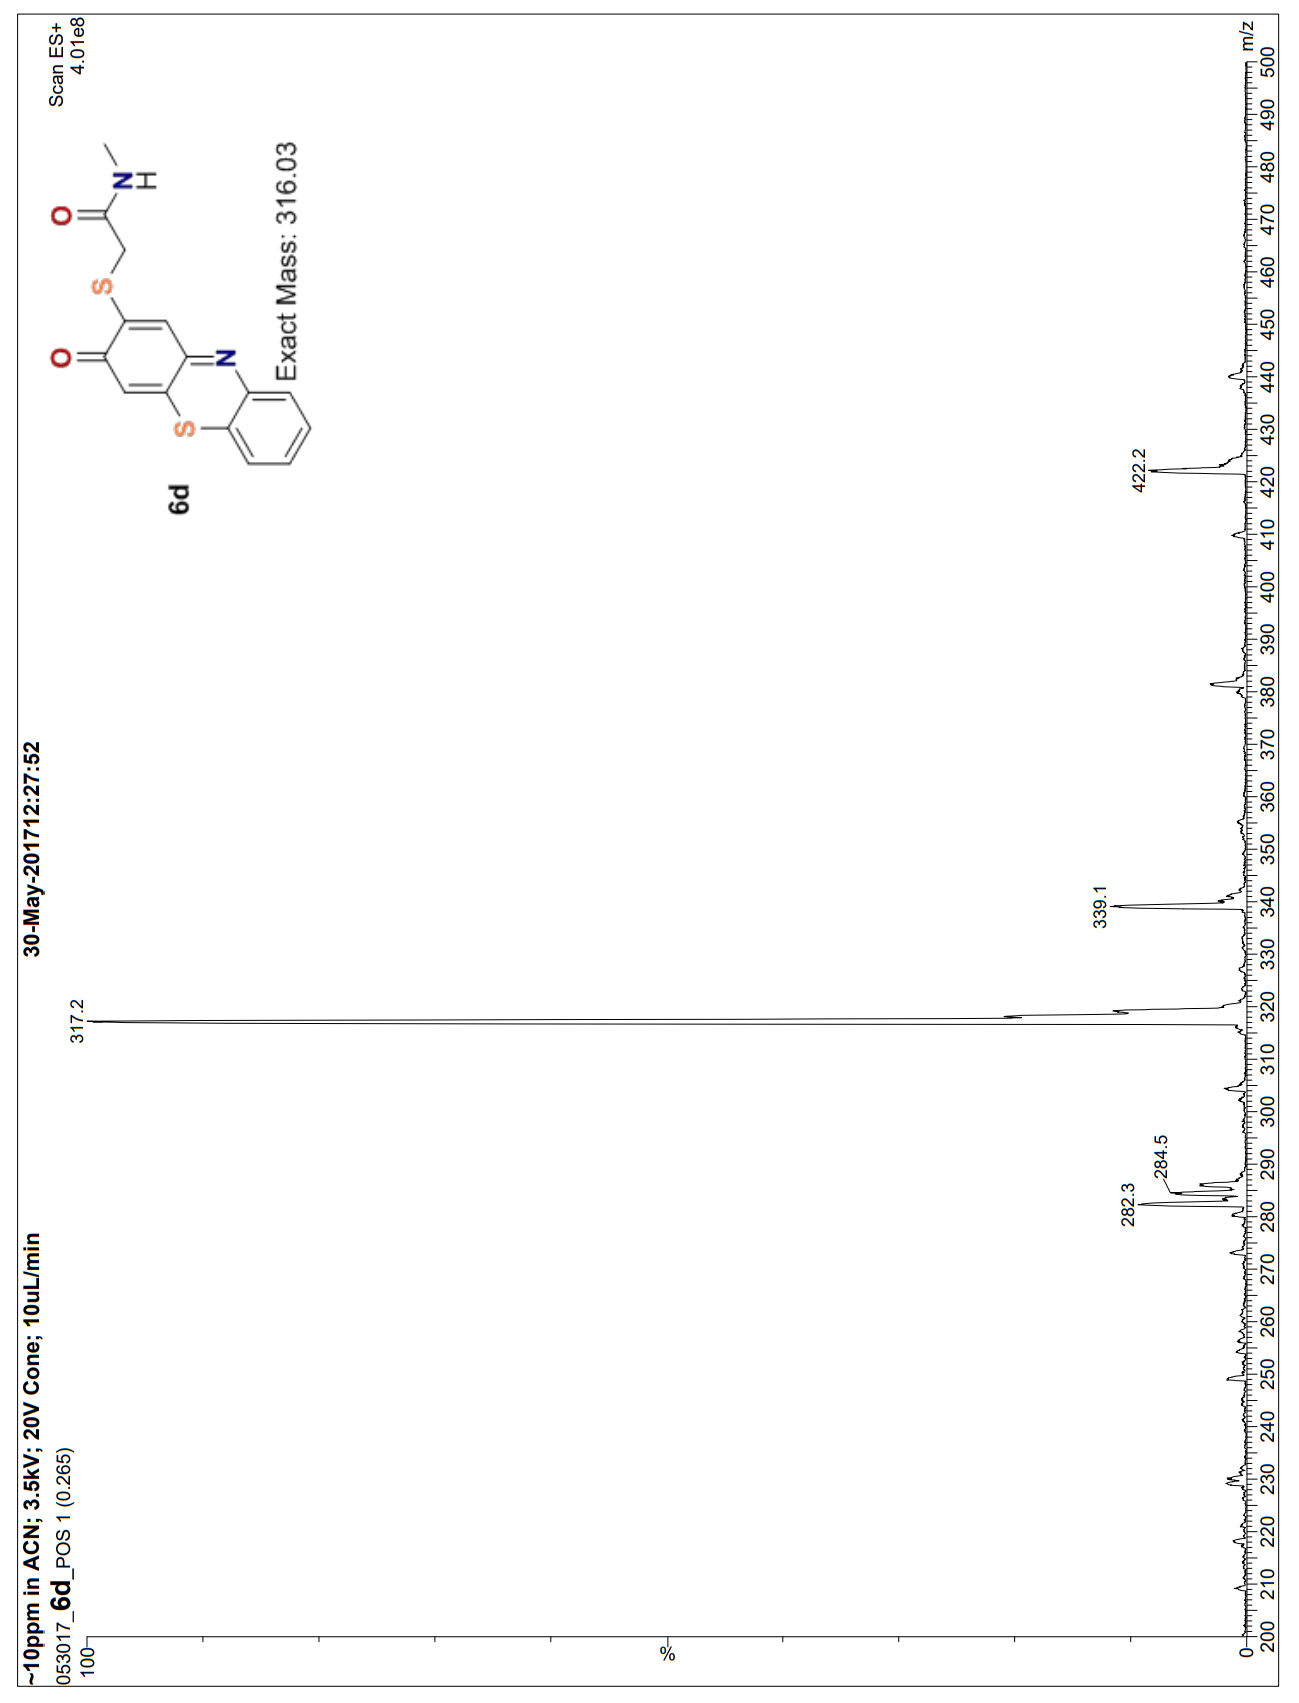 ~10ppm in ACN; 3.5kV; 20V Cone; 10uL/min 30-May-201712:27:52
053017_6d_POS 1 (0.265) Scan ES+
4.01e8
100
%
0
6d
O
S
N
S
O
N
H
Exact Mass: 316.03
282.3
284.5
317.2
339.1
422.2
200 210 220 230 240 250 260 270 280 290 300 310 320 330 340 350 360 370 380 390 400 410 420 430 440 450 460 470 480 490 500
m/z